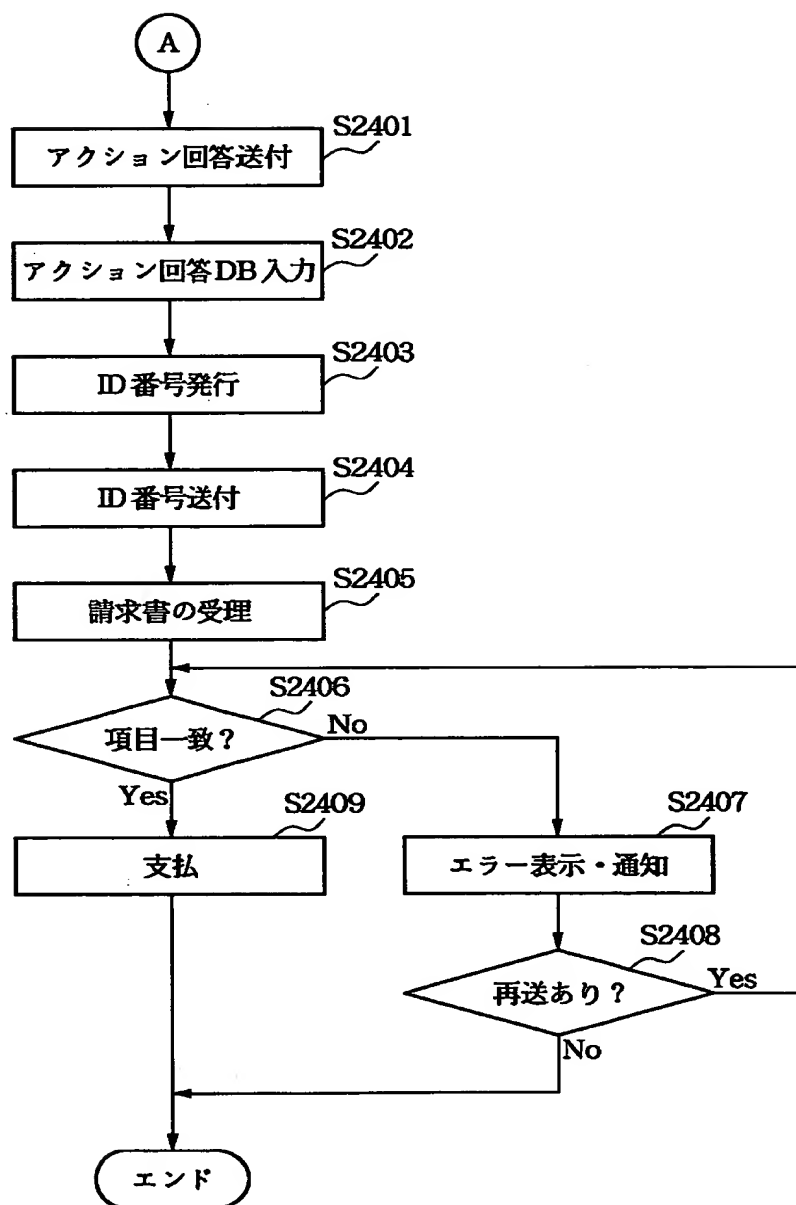 A
S2401
アクション回答送付
S2402
アクション回答DB入力
S2403
ID番号発行
S2404
ID番号送付
S2405
請求書の受理
S2406
項目一致？
No
Yes
S2409
支払
S2407
エラー表示・通知
S2408
再送あり？
Yes
No
エンド